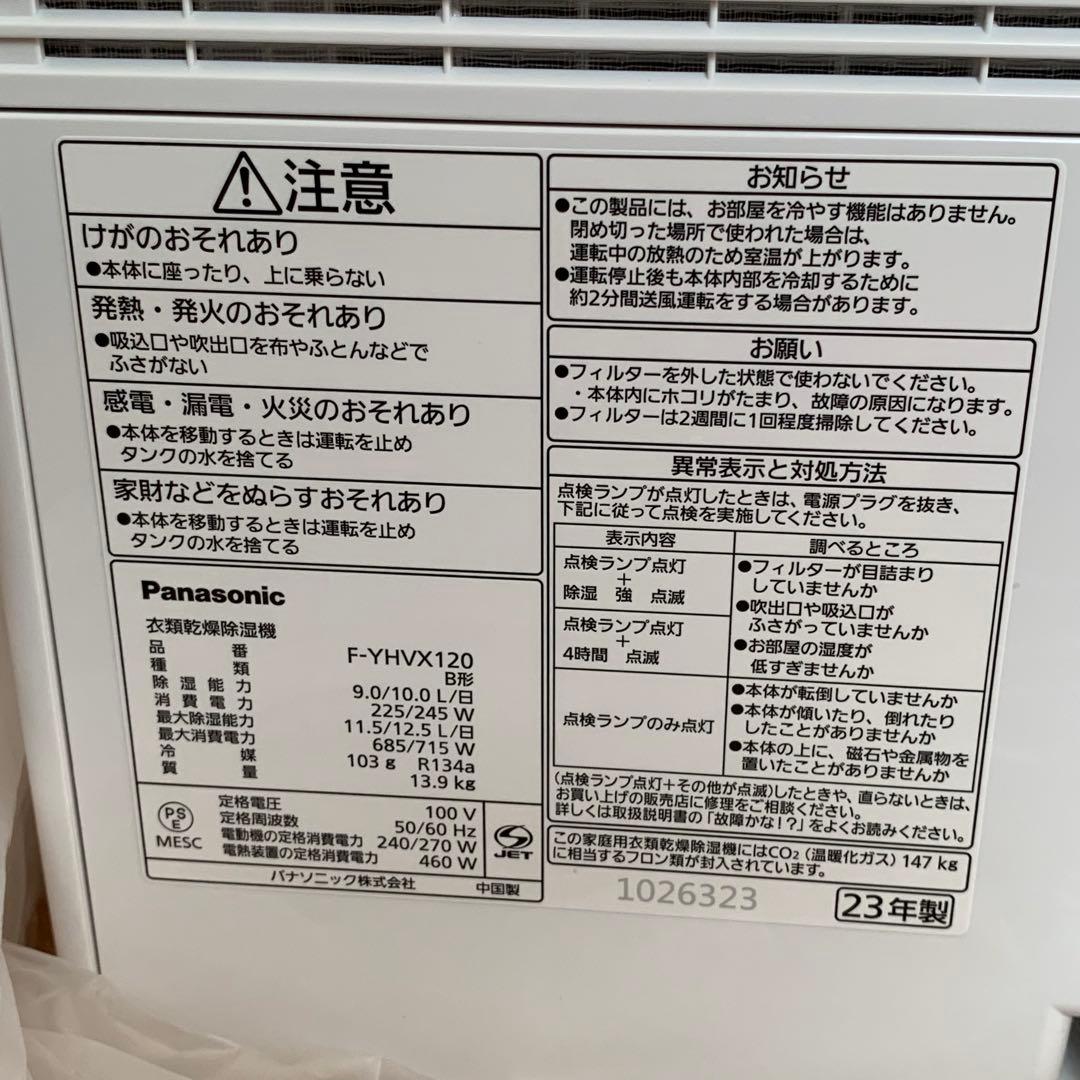 注意
けがのおそれあり
●本体に座ったり、上に乗らない
発熱・発火のおそれあり
●吸込口や吹出口を布やふとんなどで
ふさがない
感電・漏電・火災のおそれあり
●本体を移動するときは運転を止め
タンクの水を捨てる
家財などをぬらすおそれあり
●本体を移動するときは運転を止め
タンクの水を捨てる
Panasonic
衣類乾燥除湿機
品番 F-YHVX120
種類 B形
除湿能力 9.0/10.0 L/日
消費電力 225/245 W
最大除湿能力 11.5/12.5 L/日
最大消費電力 685/715 W
冷媒 103 g R134a
質量 13.9 kg
PSE
MESC
定格電圧 100 V
定格周波数 50/60 Hz
電動機の定格消費電力 240/270 W
電熱装置の定格消費電力 460 W
JET
パナソニック株式会社 中国製
お知らせ
●この製品には、お部屋を冷やす機能はありません。
閉め切った場所で使われた場合は、
運転中の放熱のため室温が上がります。
●運転停止後も本体内部を冷却するために
約2分間送風運転をする場合があります。
お願い
●フィルターを外した状態で使わないでください。
・本体内にホコリがたまり、故障の原因になります。
●フィルターは2週間に1回程度掃除してください。
異常表示と対処方法
点検ランプが点灯したときは、電源プラグを抜き、
下記に従って点検を実施してください。
表示内容 調べるところ
点検ランプ点灯
+
除湿 強 点滅
点検ランプ点灯
+
4時間 点滅
●フィルターが目詰まり
していませんか
●吹出口や吸込口が
ふさがっていませんか
●お部屋の湿度が
低すぎませんか
点検ランプのみ点灯
●本体が転倒していませんか
●本体が傾いたり、倒れたり
したことがありませんか
●本体の上に、磁石や金属物を
置いたことがありませんか
(点検ランプ点灯+その他が点滅)したときや、直らないときは、
お買い上げの販売店に修理をご相談ください。
詳しくは取扱説明書の「故障かな!?」をよくお読みください。
この家庭用衣類乾燥除湿機にはCO₂(温暖化ガス)147 kg
に相当するフロン類が封入されています。
1026323
23年製